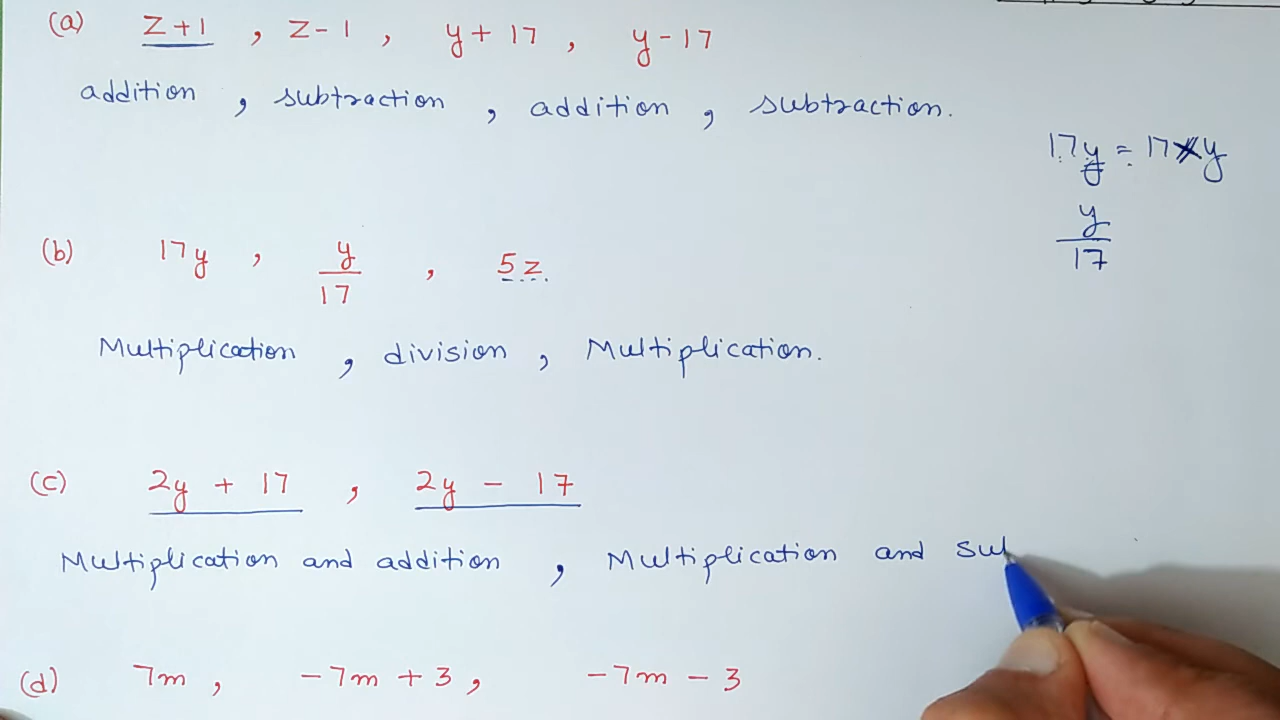 (a) z+1 , z-1 , y+17 , y-17
addition , subtraction , addition , subtraction.
17y = 17×y
y/17
(b) 17y , y/17 , 5z
Multiplication , division , Multiplication.
(c) 2y + 17 , 2y - 17
Multiplication and addition , Multiplication and sub
(d) 7m , -7m + 3 , -7m - 3